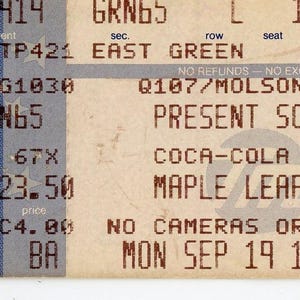 414 GRN65 L 1
ent sec. row seat
TP421 EAST GREEN
NO REFUNDS — NO EX
G1030 Q107/MOLSON
N65 PRESENT SO
67X COCA-COLA
23.50 MAPLE LEAF
price
C4.00 NO CAMERAS OR
BA MON SEP 19 1